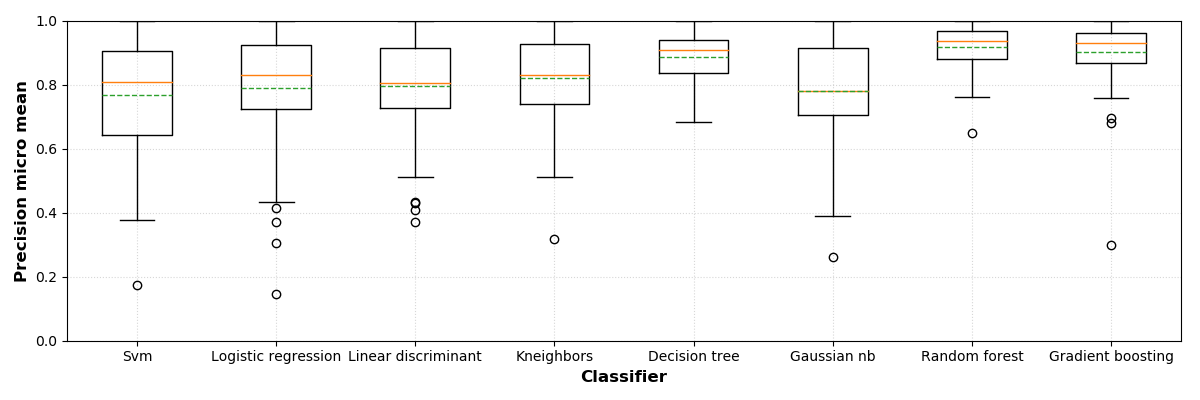 1.0
0.8
0.6
0.4
0.2
0.0
Precision micro mean
Svm
Logistic regression
Linear discriminant
Kneighbors
Decision tree
Gaussian nb
Random forest
Gradient boosting
Classifier